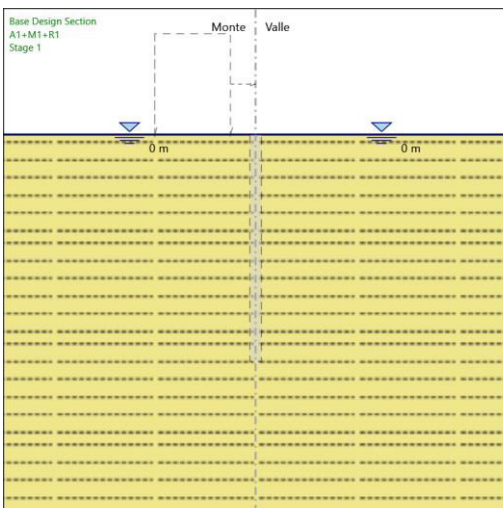 Base Design Section
A1+M1+R1
Stage 1
Monte Valle
0 m 0 m